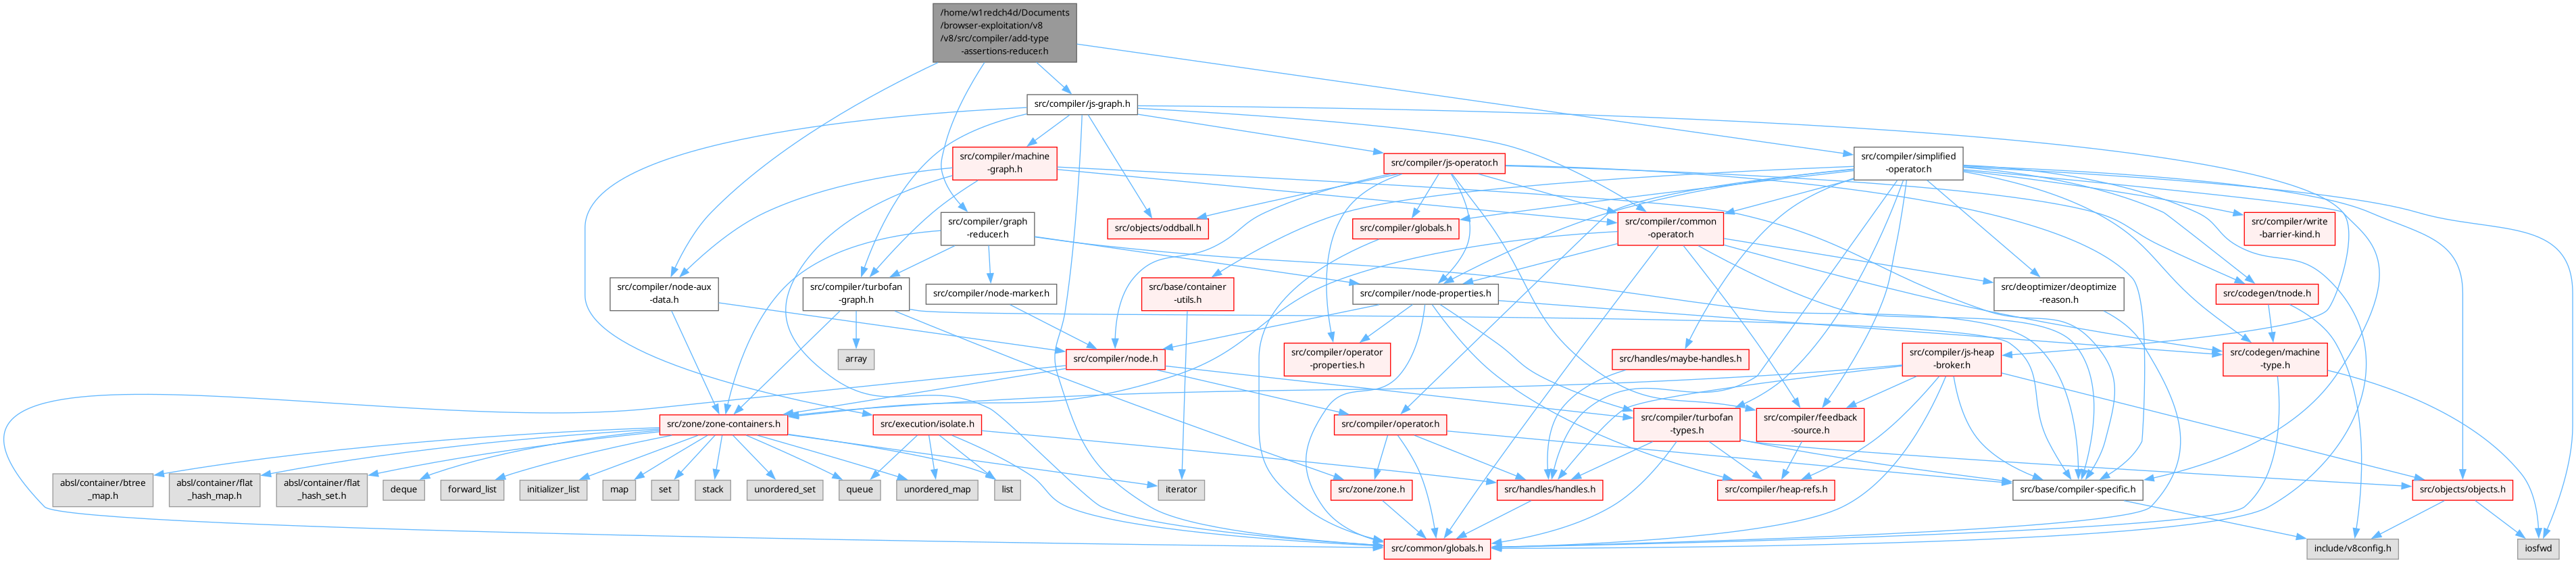 /home/w1redch4d/Documents
/browser-exploitation/v8
/v8/src/compiler/add-type
-assertions-reducer.h
src/compiler/js-graph.h
src/compiler/machine
-graph.h
src/compiler/js-operator.h
src/compiler/simplified
-operator.h
src/compiler/graph
-reducer.h
src/objects/oddball.h
src/compiler/globals.h
src/compiler/common
-operator.h
src/compiler/write
-barrier-kind.h
src/compiler/node-aux
-data.h
src/compiler/turbofan
-graph.h
src/compiler/node-marker.h
src/base/container
-utils.h
src/compiler/node-properties.h
src/deoptimizer/deoptimize
-reason.h
src/codegen/tnode.h
array
src/compiler/node.h
src/compiler/operator
-properties.h
src/handles/maybe-handles.h
src/compiler/js-heap
-broker.h
src/codegen/machine
-type.h
src/zone/zone-containers.h
src/execution/isolate.h
src/compiler/operator.h
src/compiler/turbofan
-types.h
src/compiler/feedback
-source.h
absl/container/btree
_map.h
absl/container/flat
_hash_map.h
absl/container/flat
_hash_set.h
deque
forward_list
initializer_list
map
set
stack
unordered_set
queue
unordered_map
list
iterator
src/zone/zone.h
src/handles/handles.h
src/compiler/heap-refs.h
src/base/compiler-specific.h
src/objects/objects.h
src/common/globals.h
include/v8config.h
iosfwd